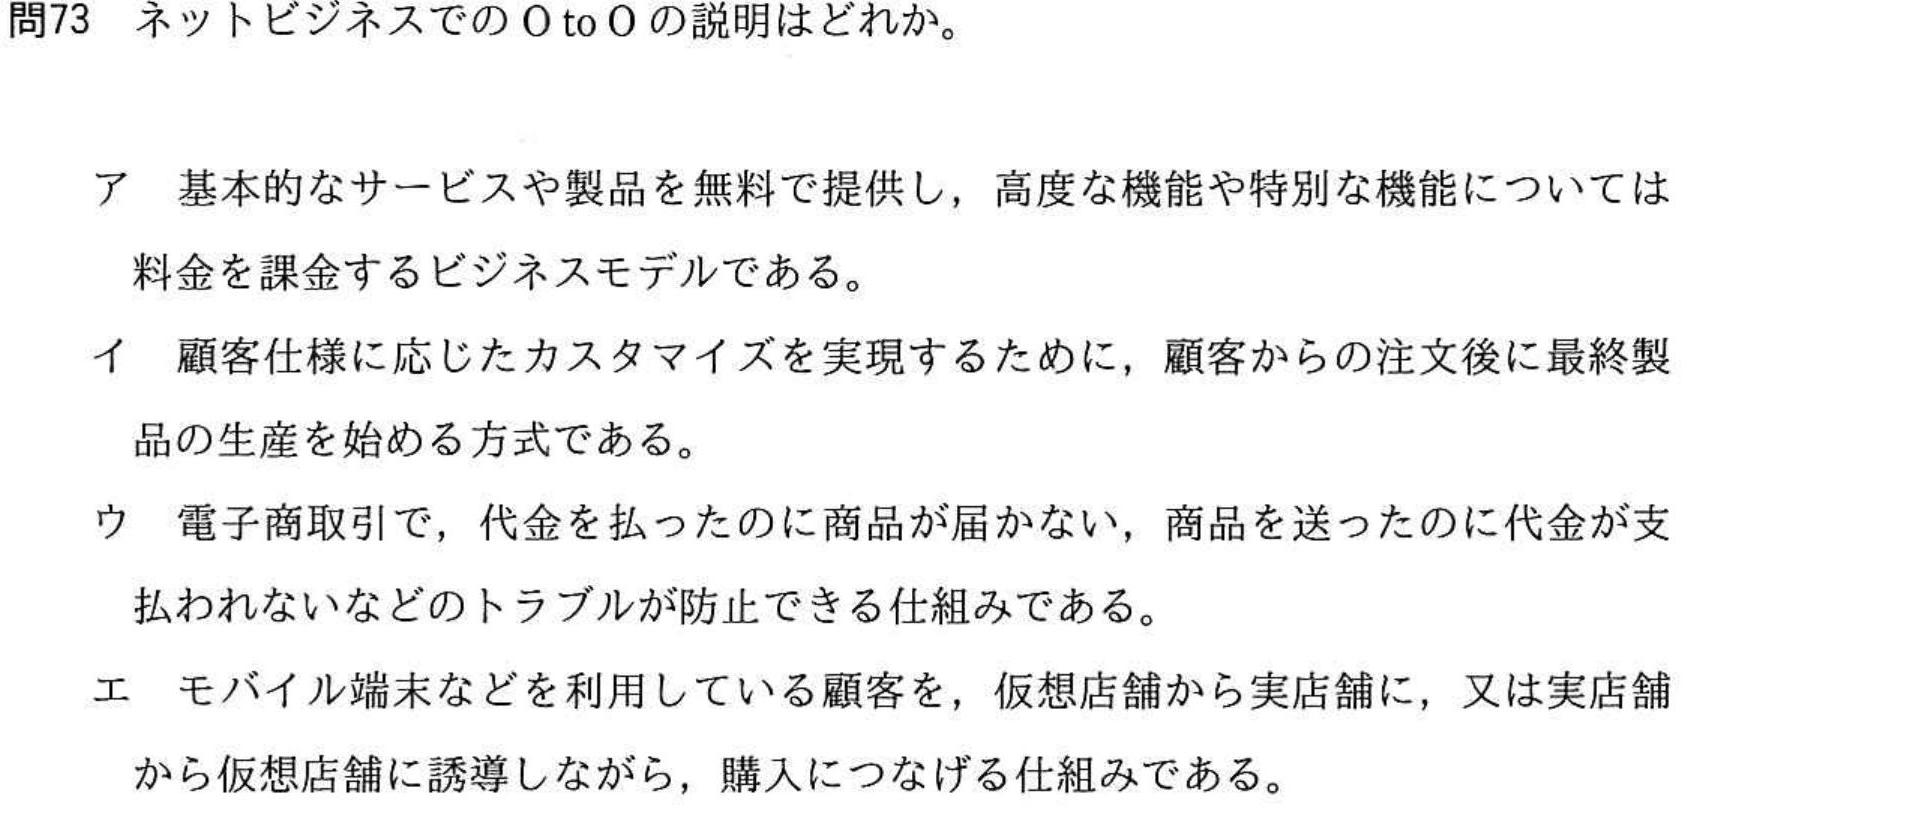 問73 ネットビジネスでの O to O の説明はどれか。
ア 基本的なサービスや製品を無料で提供し，高度な機能や特別な機能については
料金を課金するビジネスモデルである。
イ 顧客仕様に応じたカスタマイズを実現するために，顧客からの注文後に最終製
品の生産を始める方式である。
ウ 電子商取引で，代金を払ったのに商品が届かない，商品を送ったのに代金が支
払われないなどのトラブルが防止できる仕組みである。
エ モバイル端末などを利用している顧客を，仮想店舗から実店舗に，又は実店舗
から仮想店舗に誘導しながら，購入につなげる仕組みである。